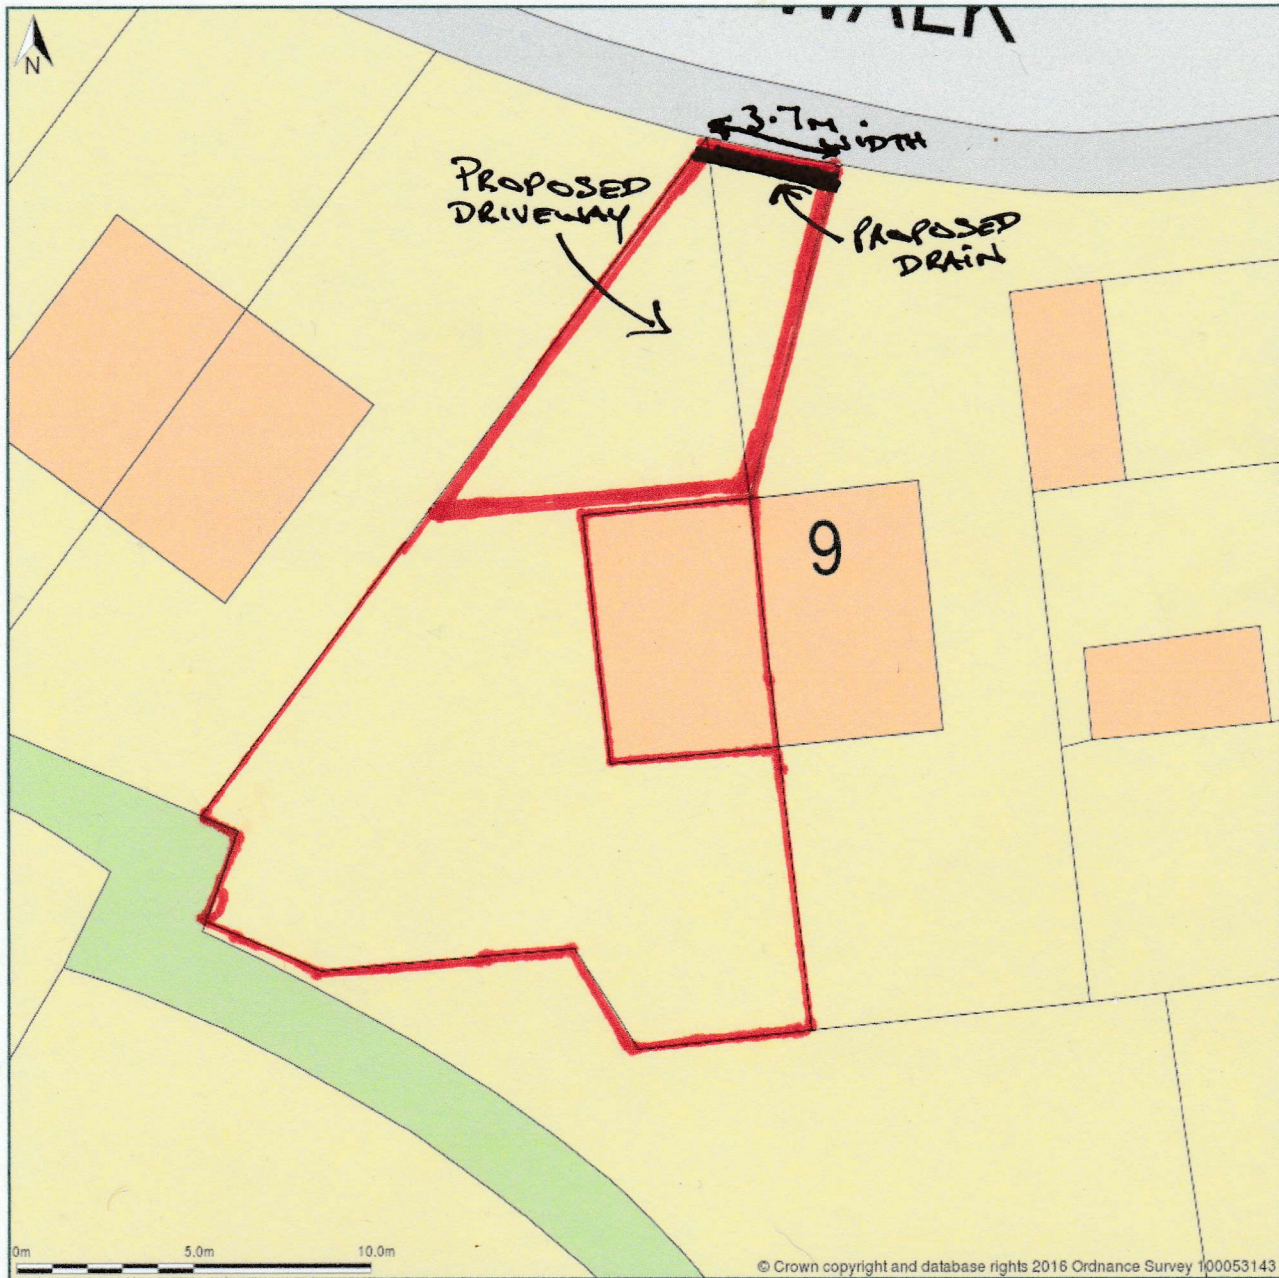 WALK
N
3.7M
WIDTH
PROPOSED
DRIVEWAY
PROPOSED
DRAIN
9
0m 5.0m 10.0m
© Crown copyright and database rights 2016 Ordnance Survey 100053143